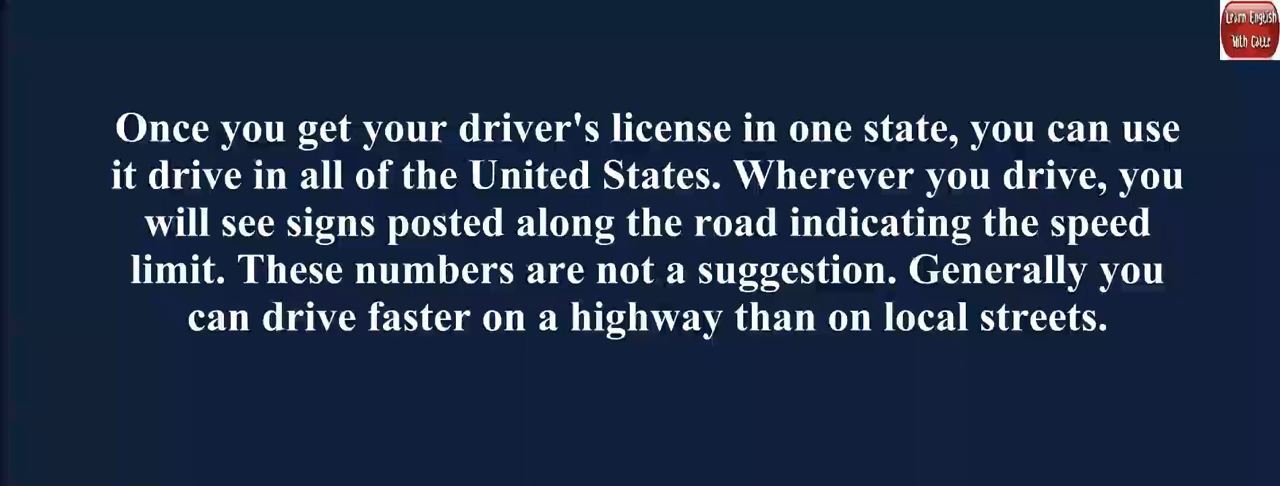 Learn English
With
Once you get your driver's license in one state, you can use
it drive in all of the United States. Wherever you drive, you
will see signs posted along the road indicating the speed
limit. These numbers are not a suggestion. Generally you
can drive faster on a highway than on local streets.